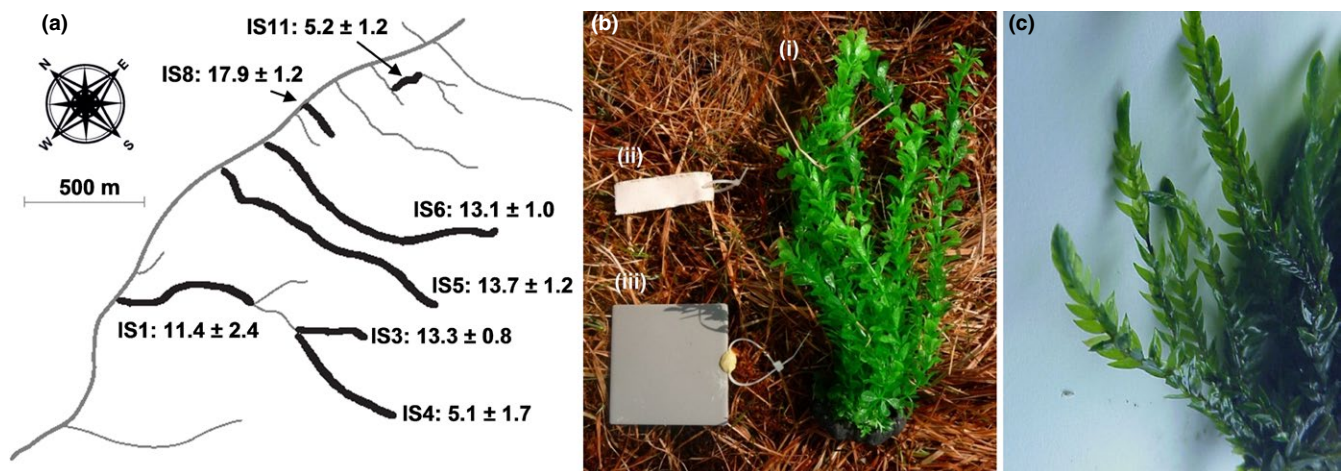 (a)
IS11: 5.2 ± 1.2
IS8: 17.9 ± 1.2
N
E
W
S
500 m
IS6: 13.1 ± 1.0
IS5: 13.7 ± 1.2
IS1: 11.4 ± 2.4
IS3: 13.3 ± 0.8
IS4: 5.1 ± 1.7
(b)
(i)
(ii)
(iii)
(c)